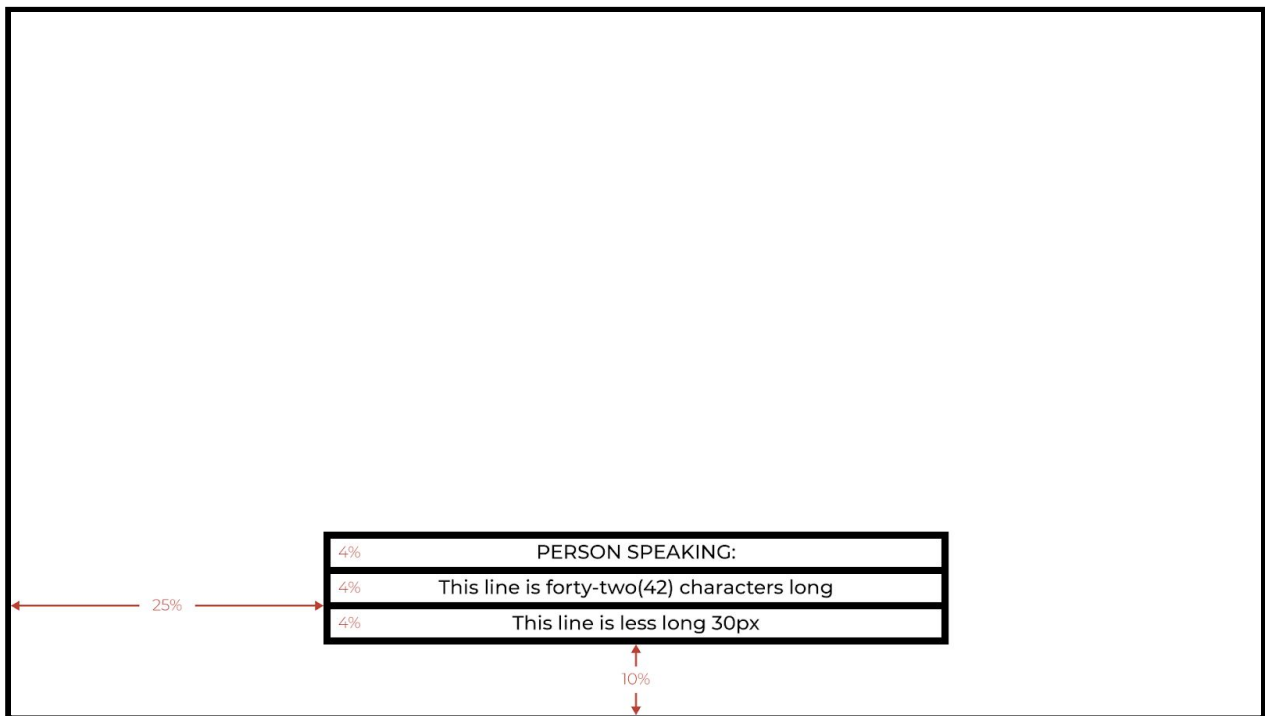 4% PERSON SPEAKING:
4% This line is forty-two(42) characters long
25%
4% This line is less long 30px
10%